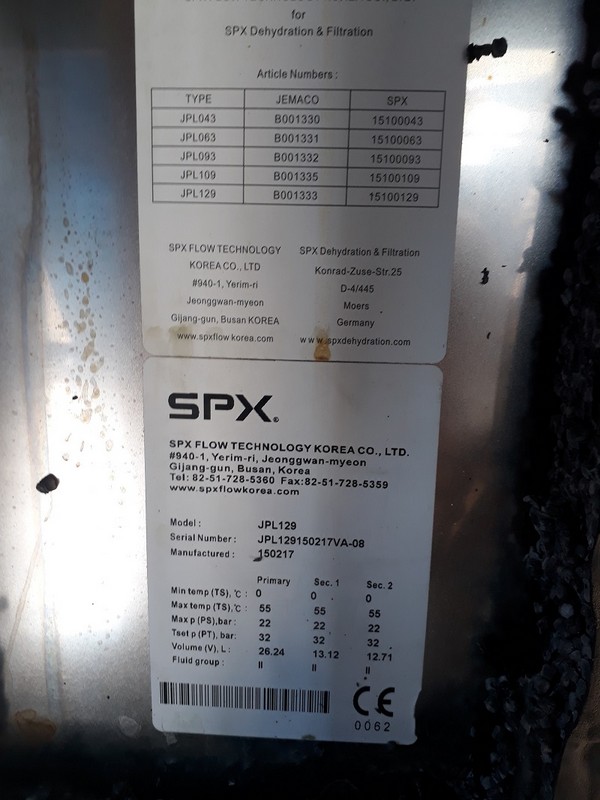 for
SPX Dehydration & Filtration
Article Numbers :
TYPE JEMACO SPX
JPL043 B001330 15100043
JPL063 B001331 15100063
JPL093 B001332 15100093
JPL109 B001335 15100109
JPL129 B001333 15100129
SPX FLOW TECHNOLOGY
KOREA CO., LTD
#940-1, Yerim-ri
Jeonggwan-myeon
Gijang-gun, Busan KOREA
www.spxflowkorea.com
SPX Dehydration & Filtration
Konrad-Zuse-Str.25
D-4/445
Moers
Germany
www.spxdehydration.com
SPX®
SPX FLOW TECHNOLOGY KOREA CO., LTD.
#940-1, Yerim-ri, Jeonggwan-myeon
Gijang-gun, Busan, Korea
Tel: 82-51-728-5360 Fax:82-51-728-5359
www.spxflowkorea.com
Model : JPL129
Serial Number : JPL129150217VA-08
Manufactured : 150217
Primary Sec. 1 Sec. 2
Min temp (TS), ℃ : 0 0 0
Max temp (TS),℃ : 55 55 55
Max p (PS),bar : 22 22 22
Tset p (PT), bar: 32 32 32
Volume (V), L : 26.24 13.12 12.71
Fluid group : II II II
CE
0062